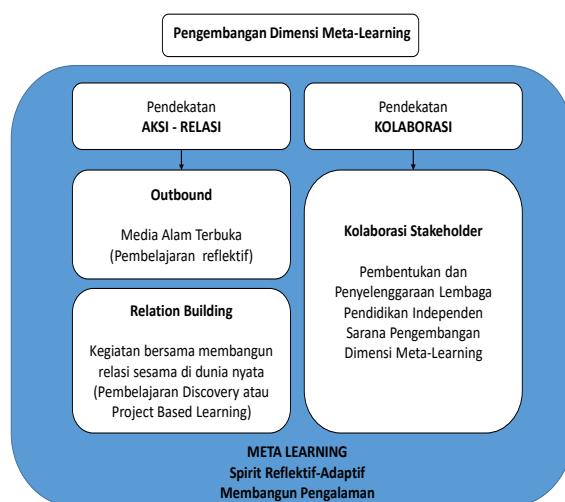 Pengembangan Dimensi Meta-Learning
Pendekatan
AKSI - RELASI
Outbound
Media Alam Terbuka
(Pembelajaran reflektif)
Relation Building
Kegiatan bersama membangun
relasi sesama di dunia nyata
(Pembelajaran Discovery atau
Project Based Learning)
Pendekatan
KOLABORASI
Kolaborasi Stakeholder
Pembentukan dan
Penyelenggaraan Lembaga
Pendidikan Independen
Sarana Pengembangan
Dimensi Meta-Learning
META LEARNING
Spirit Reflektif-Adaptif
Membangun Pengalaman